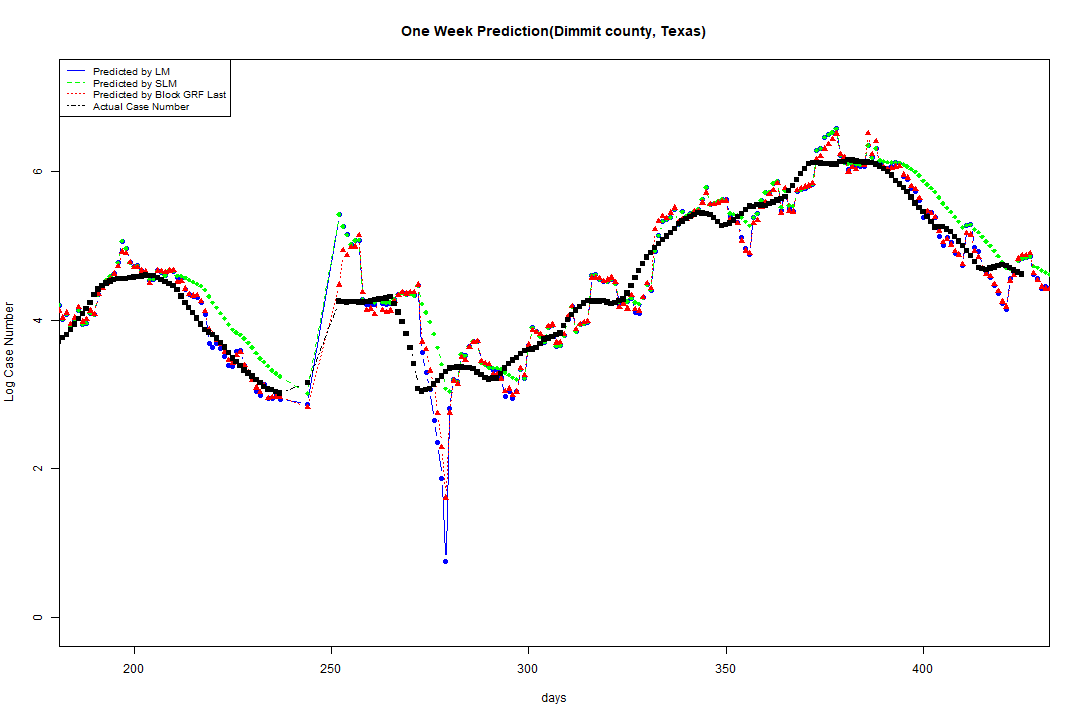 One Week Prediction(Dimmit county, Texas)
Predicted by LM
Predicted by SLM
Predicted by Block GRF Last
Actual Case Number
Log Case Number
6
4
2
0
200 250 300 350 400
days